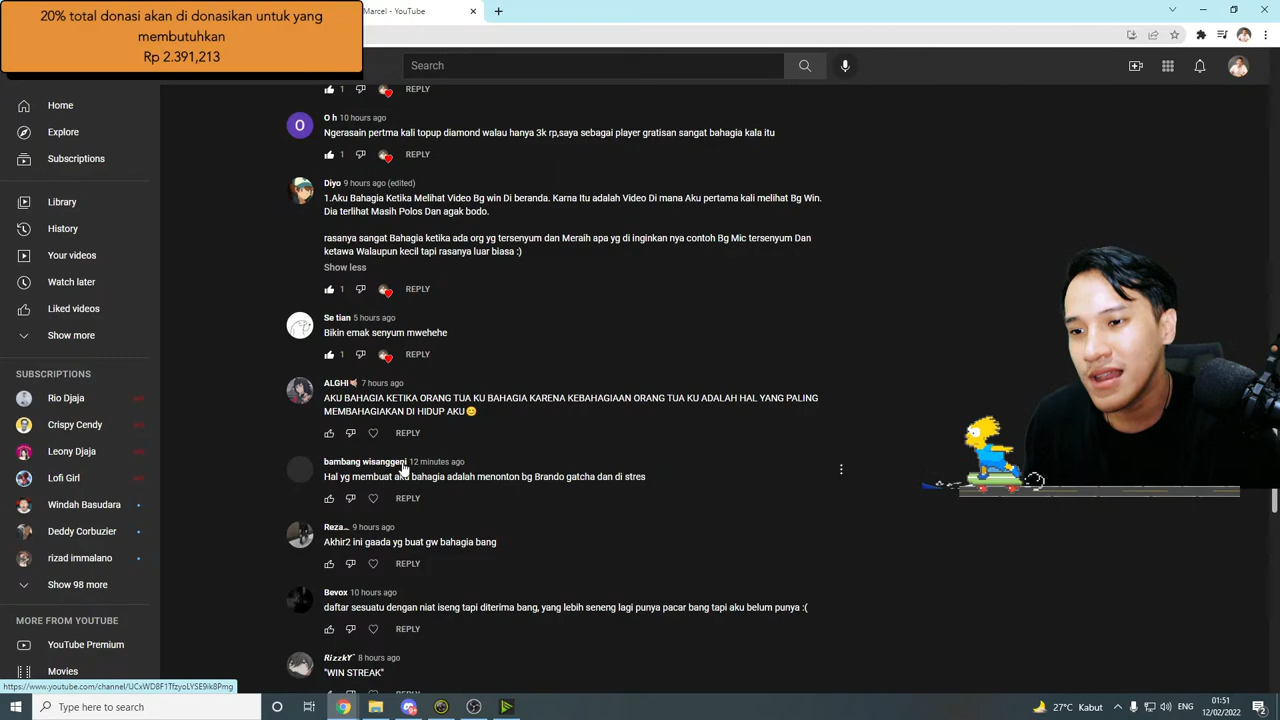 20% total donasi akan di donasikan untuk yang
membutuhkan
Rp 2.391,213
Marcel - YouTube
Search
Home
Explore
Subscriptions
Library
History
Your videos
Watch later
Liked videos
Show more
SUBSCRIPTIONS
Rio Djaja
Crispy Cendy
Leony Djaja
Lofi Girl
Windah Basudara
Deddy Corbuzier
rizad immalano
Show 98 more
MORE FROM YOUTUBE
YouTube Premium
Movies
1 REPLY
O
O h 10 hours ago
Ngerasain pertma kali topup diamond walau hanya 3k rp,saya sebagai player gratisan sangat bahagia kala itu
1 REPLY
Diyo 9 hours ago (edited)
1.Aku Bahagia Ketika Melihat Video Bg win Di beranda. Karna Itu adalah Video Di mana Aku pertama kali melihat Bg Win.
Dia terlihat Masih Polos Dan agak bodo.
rasanya sangat Bahagia ketika ada org yg tersenyum dan Meraih apa yg di inginkan nya contoh Bg Mic tersenyum Dan
ketawa Walaupun kecil tapi rasanya luar biasa :)
Show less
1 REPLY
Se tian 5 hours ago
Bikin emak senyum mwehehe
1 REPLY
ALGHI 7 hours ago
AKU BAHAGIA KETIKA ORANG TUA KU BAHAGIA KARENA KEBAHAGIAAN ORANG TUA KU ADALAH HAL YANG PALING
MEMBAHAGIAKAN DI HIDUP AKU😊
REPLY
bambang wisanggeni 12 minutes ago
Hal yg membuat aku bahagia adalah menonton bg Brando gatcha dan di stres
REPLY
Reza... 9 hours ago
Akhir2 ini gaada yg buat gw bahagia bang
REPLY
Bevox 10 hours ago
daftar sesuatu dengan niat iseng tapi diterima bang, yang lebih seneng lagi punya pacar bang tapi aku belum punya :(
REPLY
RizzkY 8 hours ago
"WIN STREAK"
REPLY
https://www.youtube.com/channel/UCxWD8F1TfzyoLYSE9ik8Pmg
Type here to search
27°C Kabut
01:51
12/02/2022
2